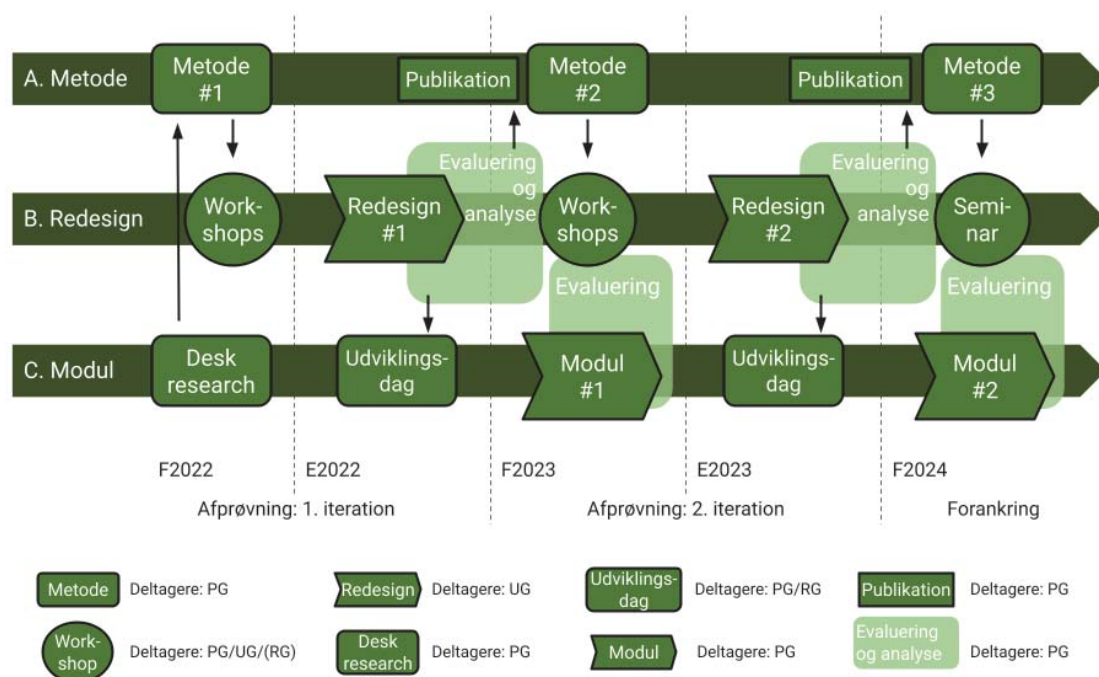 A. Metode
Metode
#1
Publikation
Metode
#2
Publikation
Metode
#3
Evaluering
og
analyse
Evaluering
og
analyse
B. Redesign
Work-
shops
Redesign
#1
Work-
shops
Redesign
#2
Semi-
nar
Evaluering
Evaluering
C. Modul
Desk
research
Udviklings-
dag
Modul
#1
Udviklings-
dag
Modul
#2
F2022
E2022
F2023
E2023
F2024
Afprøvning: 1. iteration
Afprøvning: 2. iteration
Forankring
Metode
Deltagere: PG
Redesign
Deltagere: UG
Udviklings-
dag
Deltagere: PG/RG
Publikation
Deltagere: PG
Work-
shop
Deltagere: PG/UG/(RG)
Desk
research
Deltagere: PG
Modul
Deltagere: PG
Evaluering
og analyse
Deltagere: PG